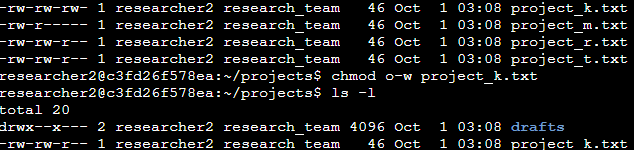 -rw-rw-rw- 1 researcher2 research_team   46 Oct  1 03:08 project_k.txt
-rw-r----- 1 researcher2 research_team   46 Oct  1 03:08 project_m.txt
-rw-rw-r-- 1 researcher2 research_team   46 Oct  1 03:08 project_r.txt
-rw-rw-r-- 1 researcher2 research_team   46 Oct  1 03:08 project_t.txt
researcher2@c3fd26f578ea:~/projects$ chmod o-w project_k.txt
researcher2@c3fd26f578ea:~/projects$ ls -l
total 20
drwx--x--- 2 researcher2 research_team 4096 Oct  1 03:08 drafts
-rw-rw-r-- 1 researcher2 research_team   46 Oct  1 03:08 project_k.txt